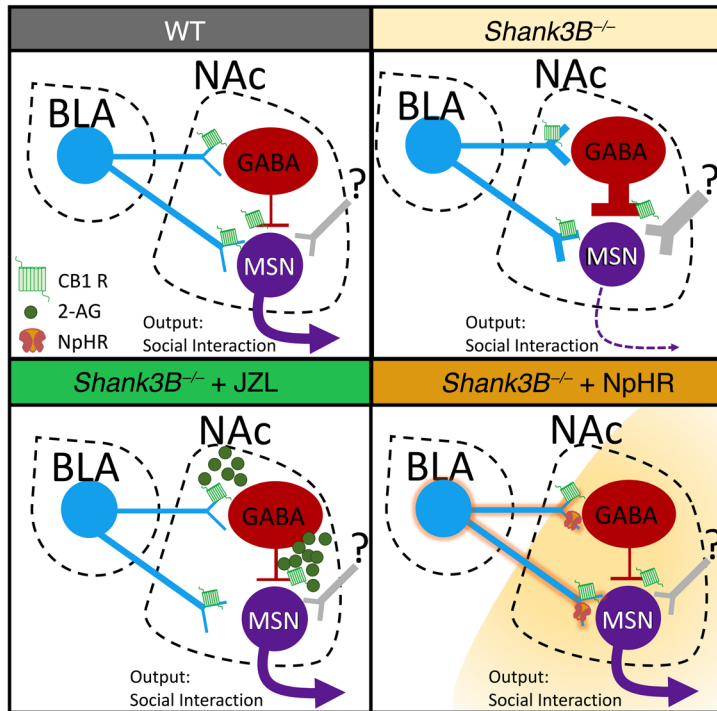 WT
NAc
BLA
GABA
?
MSN
CB1 R
2-AG
NpHR
Output:
Social Interaction
Shank3B−/−
NAc
BLA
GABA
?
MSN
Output:
Social Interaction
Shank3B−/− + JZL
NAc
BLA
GABA
?
MSN
Output:
Social Interaction
Shank3B−/− + NpHR
NAc
BLA
GABA
?
MSN
Output:
Social Interaction